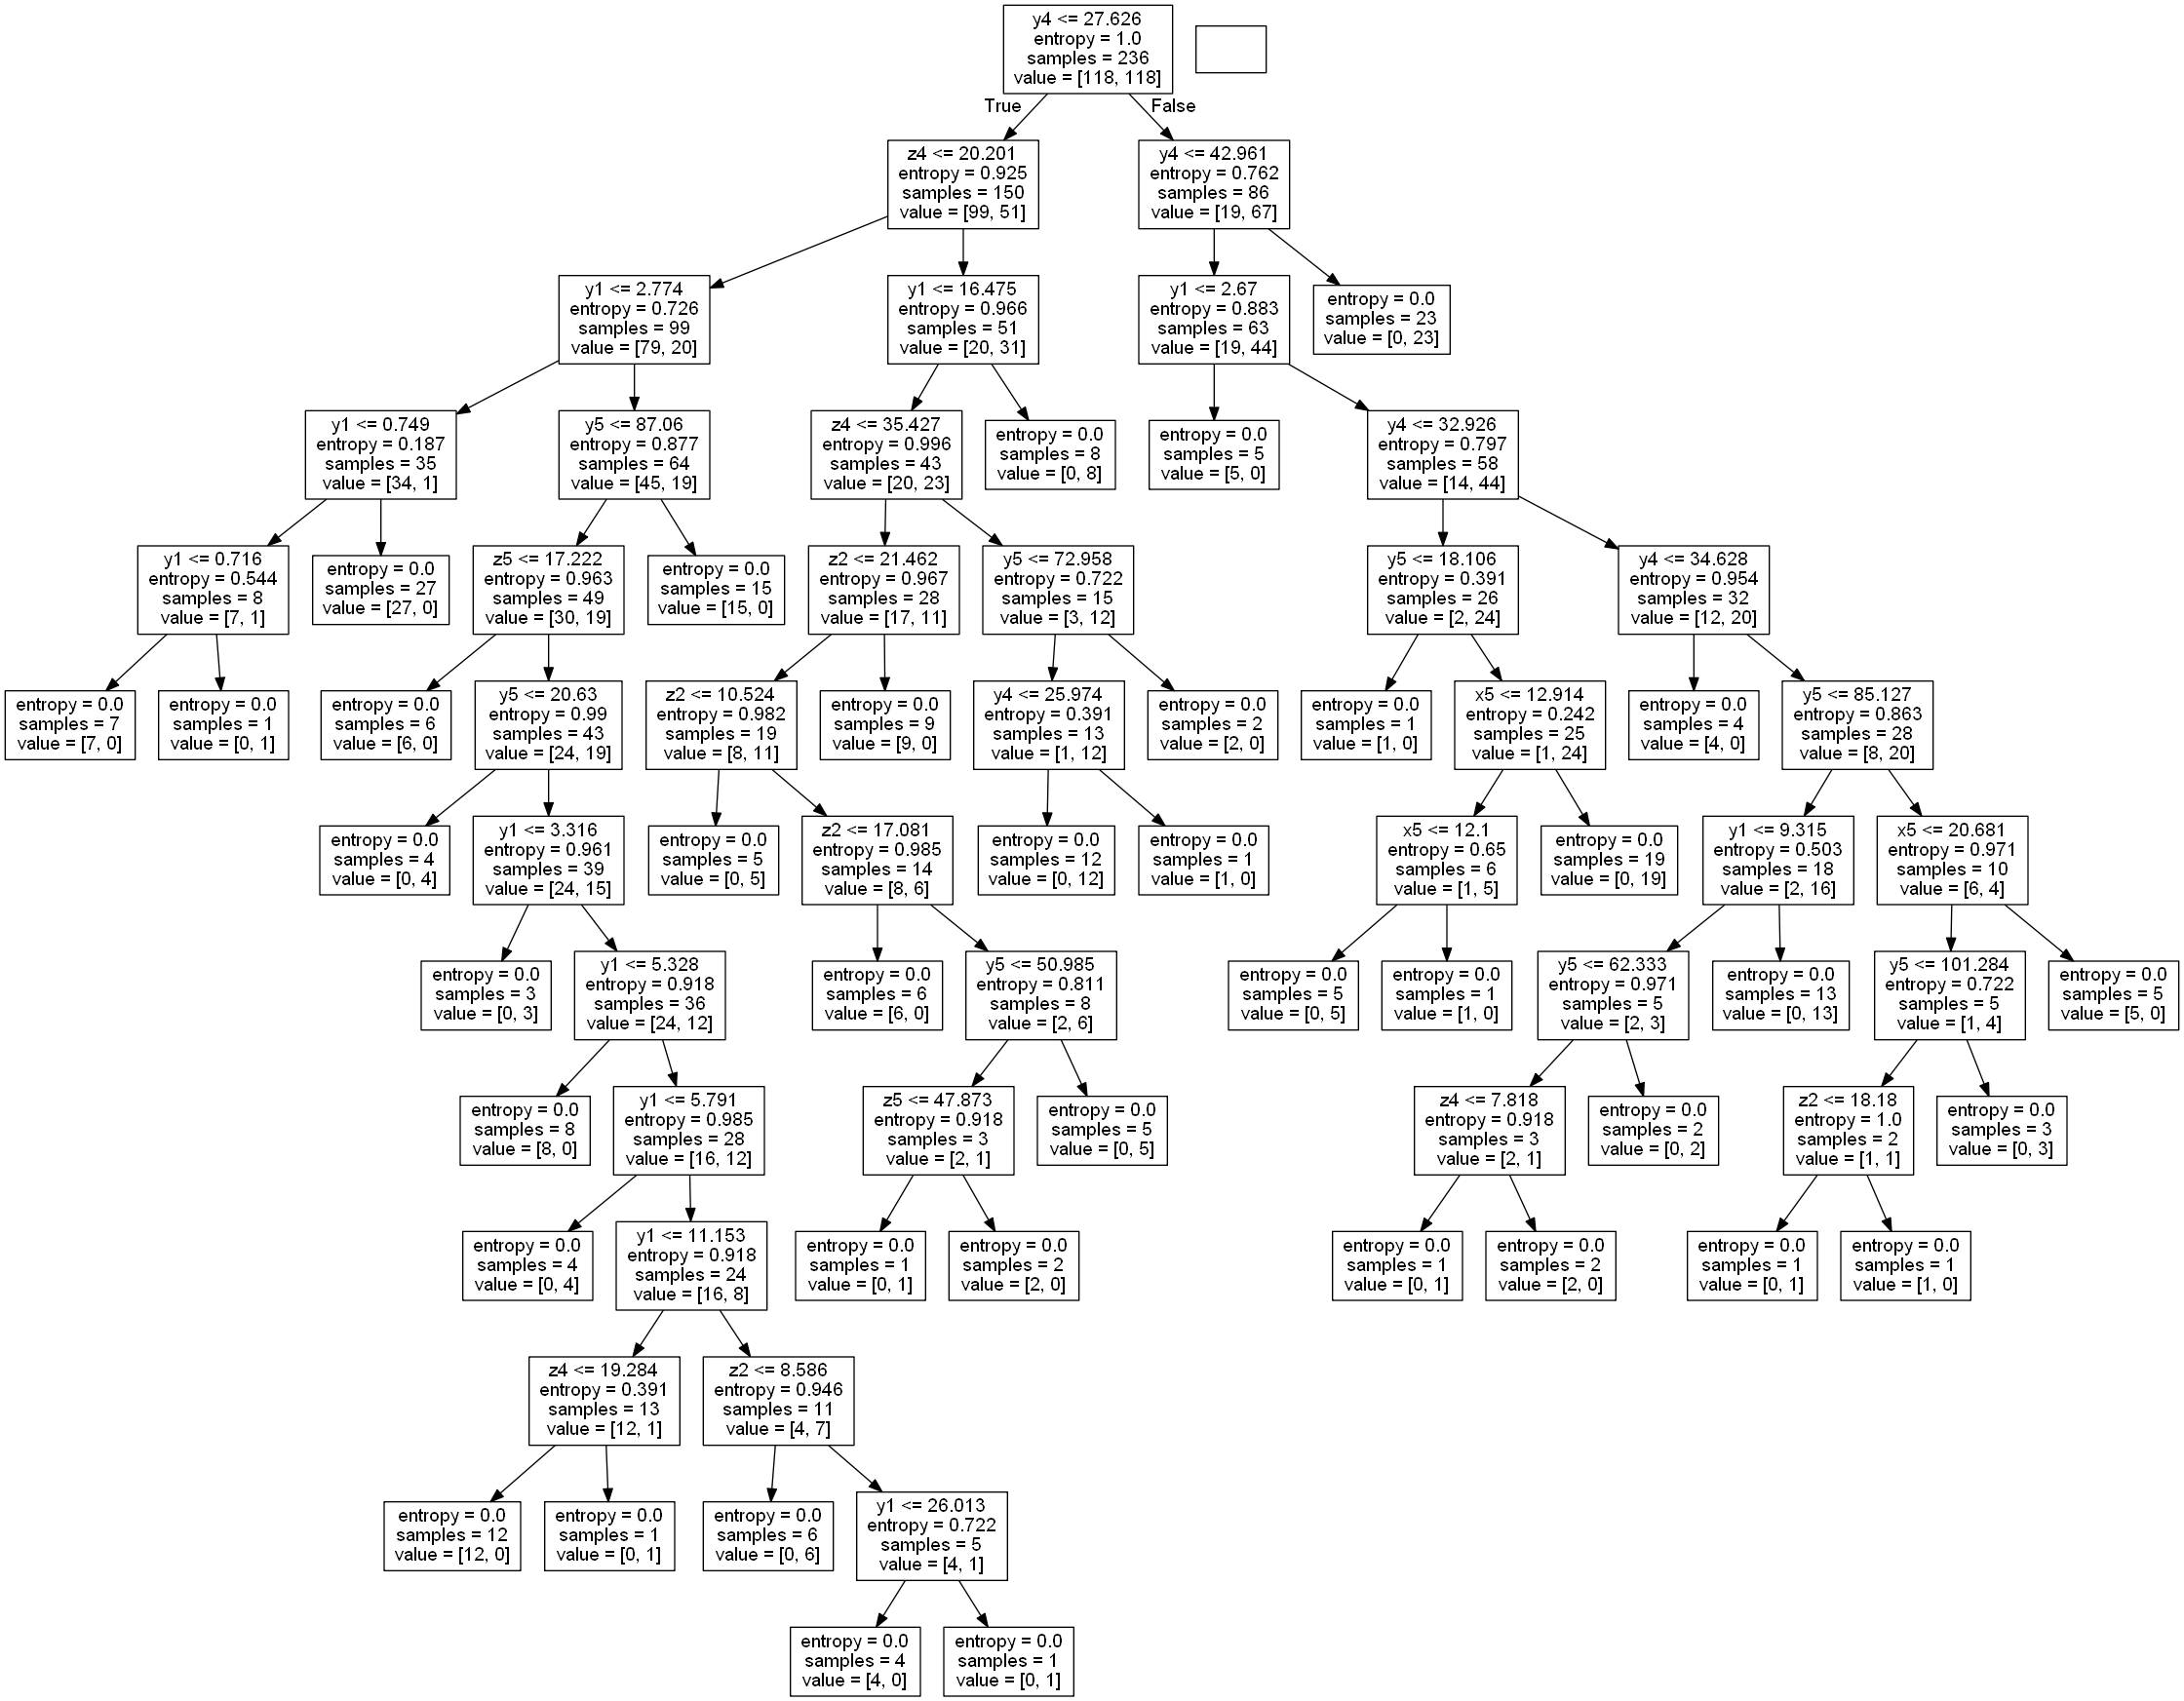 y4 <= 27.626
entropy = 1.0
samples = 236
value = [118, 118]
True
False
z4 <= 20.201
entropy = 0.925
samples = 150
value = [99, 51]
y4 <= 42.961
entropy = 0.762
samples = 86
value = [19, 67]
y1 <= 2.774
entropy = 0.726
samples = 99
value = [79, 20]
y1 <= 16.475
entropy = 0.966
samples = 51
value = [20, 31]
y1 <= 2.67
entropy = 0.883
samples = 63
value = [19, 44]
entropy = 0.0
samples = 23
value = [0, 23]
y1 <= 0.749
entropy = 0.187
samples = 35
value = [34, 1]
y5 <= 87.06
entropy = 0.877
samples = 64
value = [45, 19]
z4 <= 35.427
entropy = 0.996
samples = 43
value = [20, 23]
entropy = 0.0
samples = 8
value = [0, 8]
entropy = 0.0
samples = 5
value = [5, 0]
y4 <= 32.926
entropy = 0.797
samples = 58
value = [14, 44]
y1 <= 0.716
entropy = 0.544
samples = 8
value = [7, 1]
entropy = 0.0
samples = 27
value = [27, 0]
z5 <= 17.222
entropy = 0.963
samples = 49
value = [30, 19]
entropy = 0.0
samples = 15
value = [15, 0]
z2 <= 21.462
entropy = 0.967
samples = 28
value = [17, 11]
y5 <= 72.958
entropy = 0.722
samples = 15
value = [3, 12]
y5 <= 18.106
entropy = 0.391
samples = 26
value = [2, 24]
y4 <= 34.628
entropy = 0.954
samples = 32
value = [12, 20]
entropy = 0.0
samples = 7
value = [7, 0]
entropy = 0.0
samples = 1
value = [0, 1]
entropy = 0.0
samples = 6
value = [6, 0]
y5 <= 20.63
entropy = 0.99
samples = 43
value = [24, 19]
z2 <= 10.524
entropy = 0.982
samples = 19
value = [8, 11]
entropy = 0.0
samples = 9
value = [9, 0]
y4 <= 25.974
entropy = 0.391
samples = 13
value = [1, 12]
entropy = 0.0
samples = 2
value = [2, 0]
entropy = 0.0
samples = 1
value = [1, 0]
x5 <= 12.914
entropy = 0.242
samples = 25
value = [1, 24]
entropy = 0.0
samples = 4
value = [4, 0]
y5 <= 85.127
entropy = 0.863
samples = 28
value = [8, 20]
entropy = 0.0
samples = 4
value = [0, 4]
y1 <= 3.316
entropy = 0.961
samples = 39
value = [24, 15]
entropy = 0.0
samples = 5
value = [0, 5]
z2 <= 17.081
entropy = 0.985
samples = 14
value = [8, 6]
entropy = 0.0
samples = 12
value = [0, 12]
entropy = 0.0
samples = 1
value = [1, 0]
x5 <= 12.1
entropy = 0.65
samples = 6
value = [1, 5]
entropy = 0.0
samples = 19
value = [0, 19]
y1 <= 9.315
entropy = 0.503
samples = 18
value = [2, 16]
x5 <= 20.681
entropy = 0.971
samples = 10
value = [6, 4]
entropy = 0.0
samples = 3
value = [0, 3]
y1 <= 5.328
entropy = 0.918
samples = 36
value = [24, 12]
entropy = 0.0
samples = 6
value = [6, 0]
y5 <= 50.985
entropy = 0.811
samples = 8
value = [2, 6]
entropy = 0.0
samples = 5
value = [0, 5]
entropy = 0.0
samples = 1
value = [1, 0]
y5 <= 62.333
entropy = 0.971
samples = 5
value = [2, 3]
entropy = 0.0
samples = 13
value = [0, 13]
y5 <= 101.284
entropy = 0.722
samples = 5
value = [1, 4]
entropy = 0.0
samples = 5
value = [5, 0]
entropy = 0.0
samples = 8
value = [8, 0]
y1 <= 5.791
entropy = 0.985
samples = 28
value = [16, 12]
z5 <= 47.873
entropy = 0.918
samples = 3
value = [2, 1]
entropy = 0.0
samples = 5
value = [0, 5]
z4 <= 7.818
entropy = 0.918
samples = 3
value = [2, 1]
entropy = 0.0
samples = 2
value = [0, 2]
z2 <= 18.18
entropy = 1.0
samples = 2
value = [1, 1]
entropy = 0.0
samples = 3
value = [0, 3]
entropy = 0.0
samples = 4
value = [0, 4]
y1 <= 11.153
entropy = 0.918
samples = 24
value = [16, 8]
entropy = 0.0
samples = 1
value = [0, 1]
entropy = 0.0
samples = 2
value = [2, 0]
entropy = 0.0
samples = 1
value = [0, 1]
entropy = 0.0
samples = 2
value = [2, 0]
entropy = 0.0
samples = 1
value = [0, 1]
entropy = 0.0
samples = 1
value = [1, 0]
z4 <= 19.284
entropy = 0.391
samples = 13
value = [12, 1]
z2 <= 8.586
entropy = 0.946
samples = 11
value = [4, 7]
entropy = 0.0
samples = 12
value = [12, 0]
entropy = 0.0
samples = 1
value = [0, 1]
entropy = 0.0
samples = 6
value = [0, 6]
y1 <= 26.013
entropy = 0.722
samples = 5
value = [4, 1]
entropy = 0.0
samples = 4
value = [4, 0]
entropy = 0.0
samples = 1
value = [0, 1]